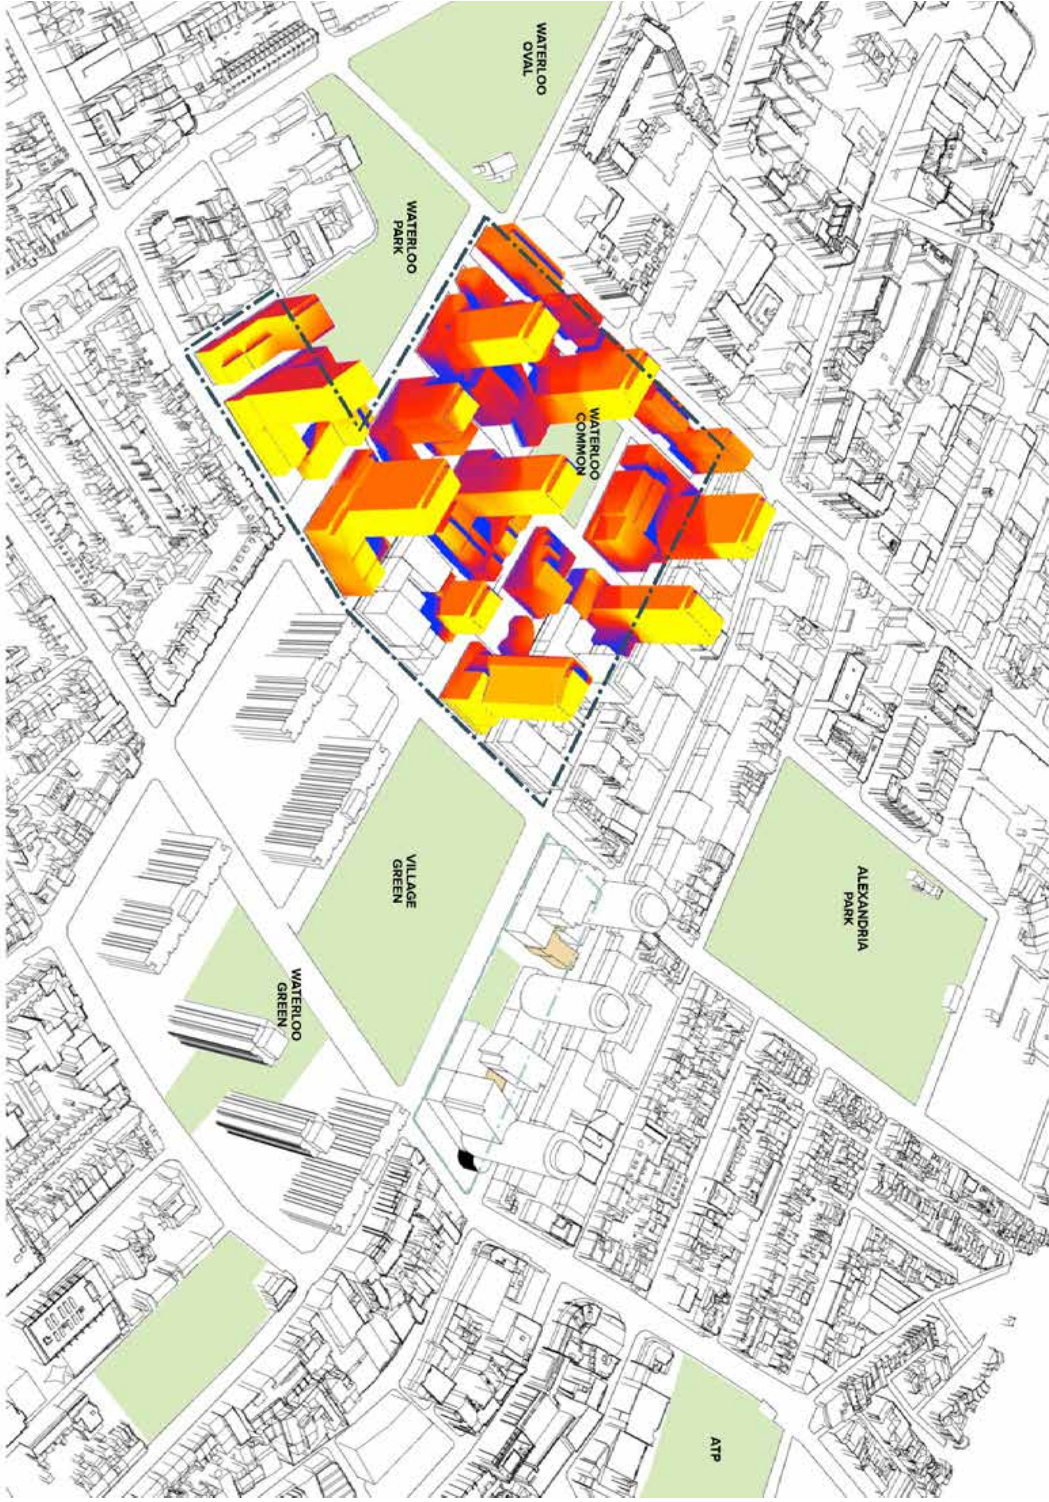 WATERLOO
OVAL
WATERLOO
PARK
WATERLOO
COMMON
ALEXANDRIA
PARK
VILLAGE
GREEN
WATERLOO
GREEN
ATP